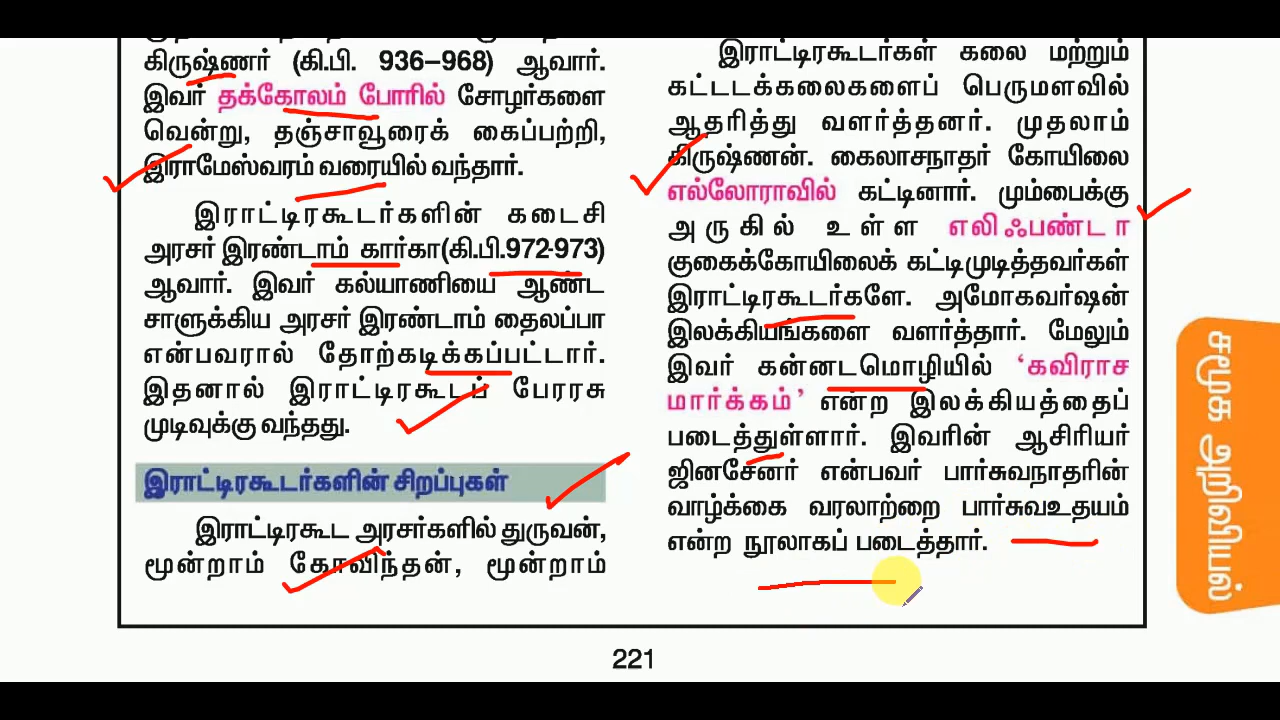 கிருஷ்ணர் (கி.பி. 936–968) ஆவார்.
இவர் தக்கோலம் போரில் சோழர்களை
வென்று, தஞ்சாவூரைக் கைப்பற்றி,
இராமேஸ்வரம் வரையில் வந்தார்.
இராட்டிரகூடர்களின் கடைசி
அரசர் இரண்டாம் கார்கா(கி.பி.972-973)
ஆவார். இவர் கல்யாணியை ஆண்ட
சாளுக்கிய அரசர் இரண்டாம் தைலப்பா
என்பவரால் தோற்கடிக்கப்பட்டார்.
இதனால் இராட்டிரகூடப் பேரரசு
முடிவுக்கு வந்தது.
இராட்டிரகூடர்களின் சிறப்புகள்
இராட்டிரகூட அரசர்களில் துருவன்,
மூன்றாம் கோவிந்தன், மூன்றாம்
இராட்டிரகூடர்கள் கலை மற்றும்
கட்டடக்கலைகளைப் பெருமளவில்
ஆதரித்து வளர்த்தனர். முதலாம்
கிருஷ்ணன். கைலாசநாதர் கோயிலை
எல்லோராவில் கட்டினார். மும்பைக்கு
அருகில் உள்ள எலிஃபண்டா
குகைக்கோயிலைக் கட்டிமுடித்தவர்கள்
இராட்டிரகூடர்களே. அமோகவர்ஷன்
இலக்கியங்களை வளர்த்தார். மேலும்
இவர் கன்னடமொழியில் ‘கவிராச
மார்க்கம்’ என்ற இலக்கியத்தைப்
படைத்துள்ளார். இவரின் ஆசிரியர்
ஜினசேனர் என்பவர் பார்சுவநாதரின்
வாழ்க்கை வரலாற்றை பார்சுவஉதயம்
என்ற நூலாகப் படைத்தார்.
சமூக அறிவியல்
221